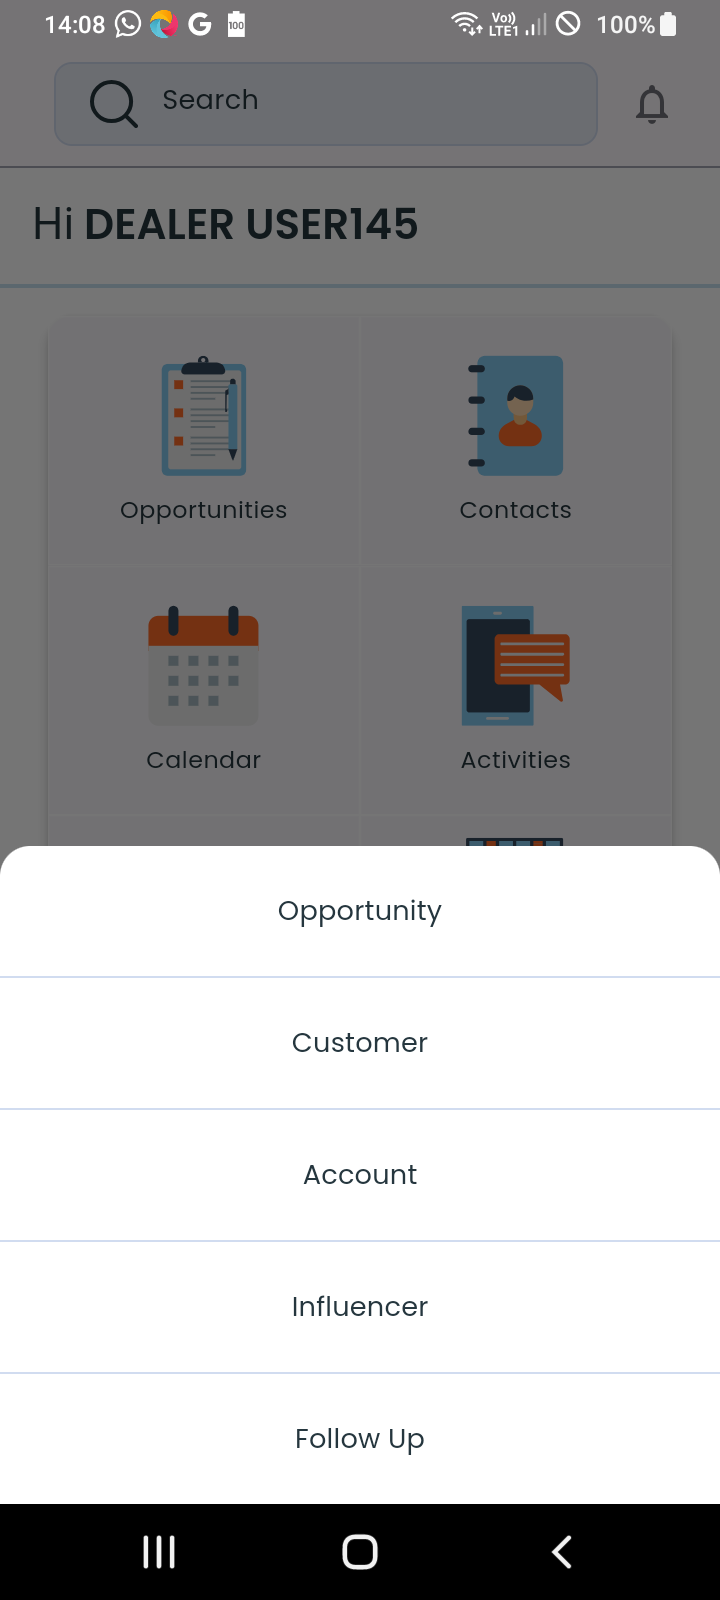 14:08 G 100 Vo)) LTE1 100%
Search
Hi DEALER USER145
Opportunities Contacts
Calendar Activities
Opportunity
Customer
Account
Influencer
Follow Up